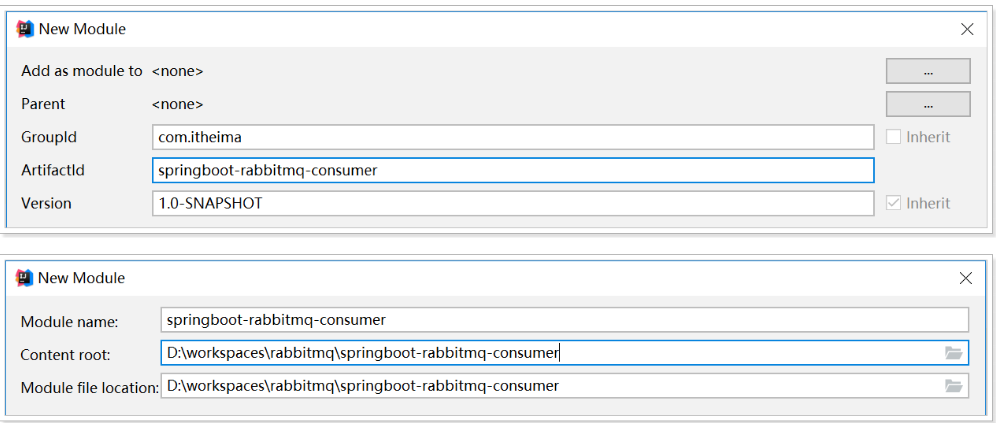 New Module
Add as module to <none> ...
Parent <none> ...
GroupId com.itheima Inherit
ArtifactId springboot-rabbitmq-consumer
Version 1.0-SNAPSHOT Inherit
New Module
Module name: springboot-rabbitmq-consumer
Content root: D:\workspaces\rabbitmq\springboot-rabbitmq-consumer
Module file location: D:\workspaces\rabbitmq\springboot-rabbitmq-consumer